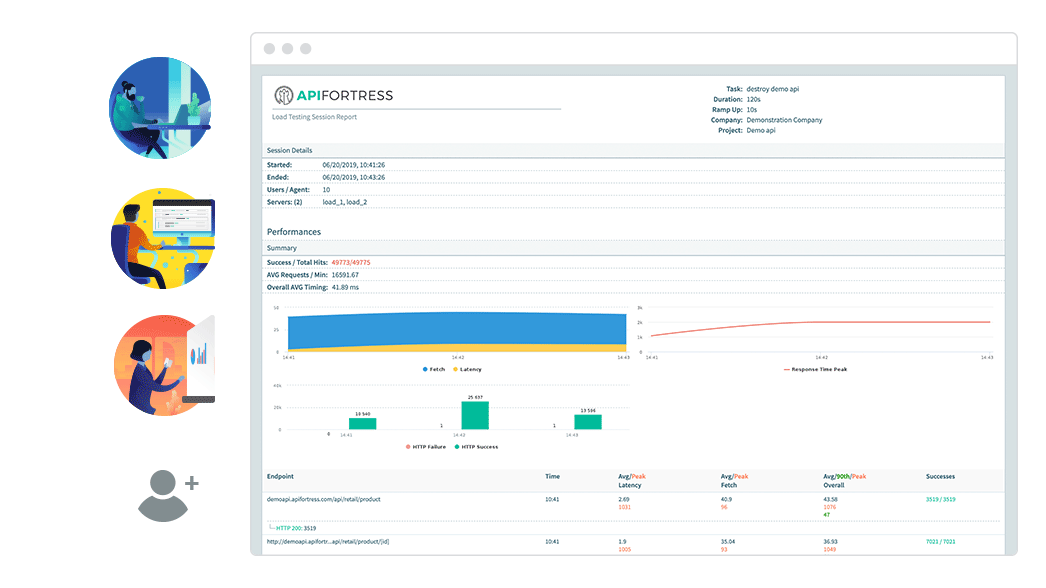 APIFORTRESS
Load Testing Session Report
Task: destroy demo api
Duration: 120s
Ramp Up: 10s
Company: Demonstration Company
Project: Demo api
Session Details
Started: 06/20/2019, 10:41:26
Ended: 06/20/2019, 10:43:26
Users / Agent: 10
Servers: (2) load_1, load_2
Performances
Summary
Success / Total Hits: 49773/49775
AVG Requests / Min: 16591.67
Overall AVG Timing: 41.89 ms
50
25
0
14:41 14:42 14:43
Fetch Latency
3k
2k
1k
0
14:41 14:42 14:43
Response Time Peak
40k
20k
0
0 10 540 1 25 637 1 13 596
14:41 14:42 14:43
HTTP Failure HTTP Success
Endpoint Time Avg/Peak Avg/Peak Avg/90th/Peak Successes
Latency Fetch Overall
demoapi.apifortress.com/api/retail/product 10:41 2.69 40.9 43.58 3519 / 3519
1031 96 1076
47
HTTP 200: 3519
http://demoapi.apifortr...api/retail/product/[id] 10:41 1.9 35.04 36.93 7021 / 7021
1005 93 1049